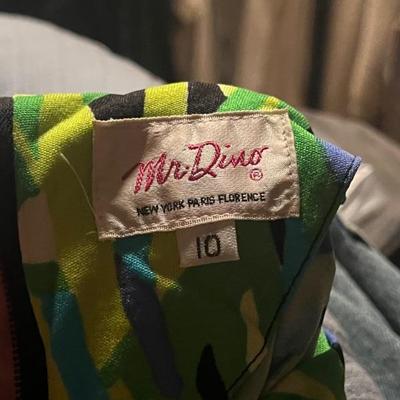 Mr. Dino ®
NEW YORK PARIS FLORENCE
10